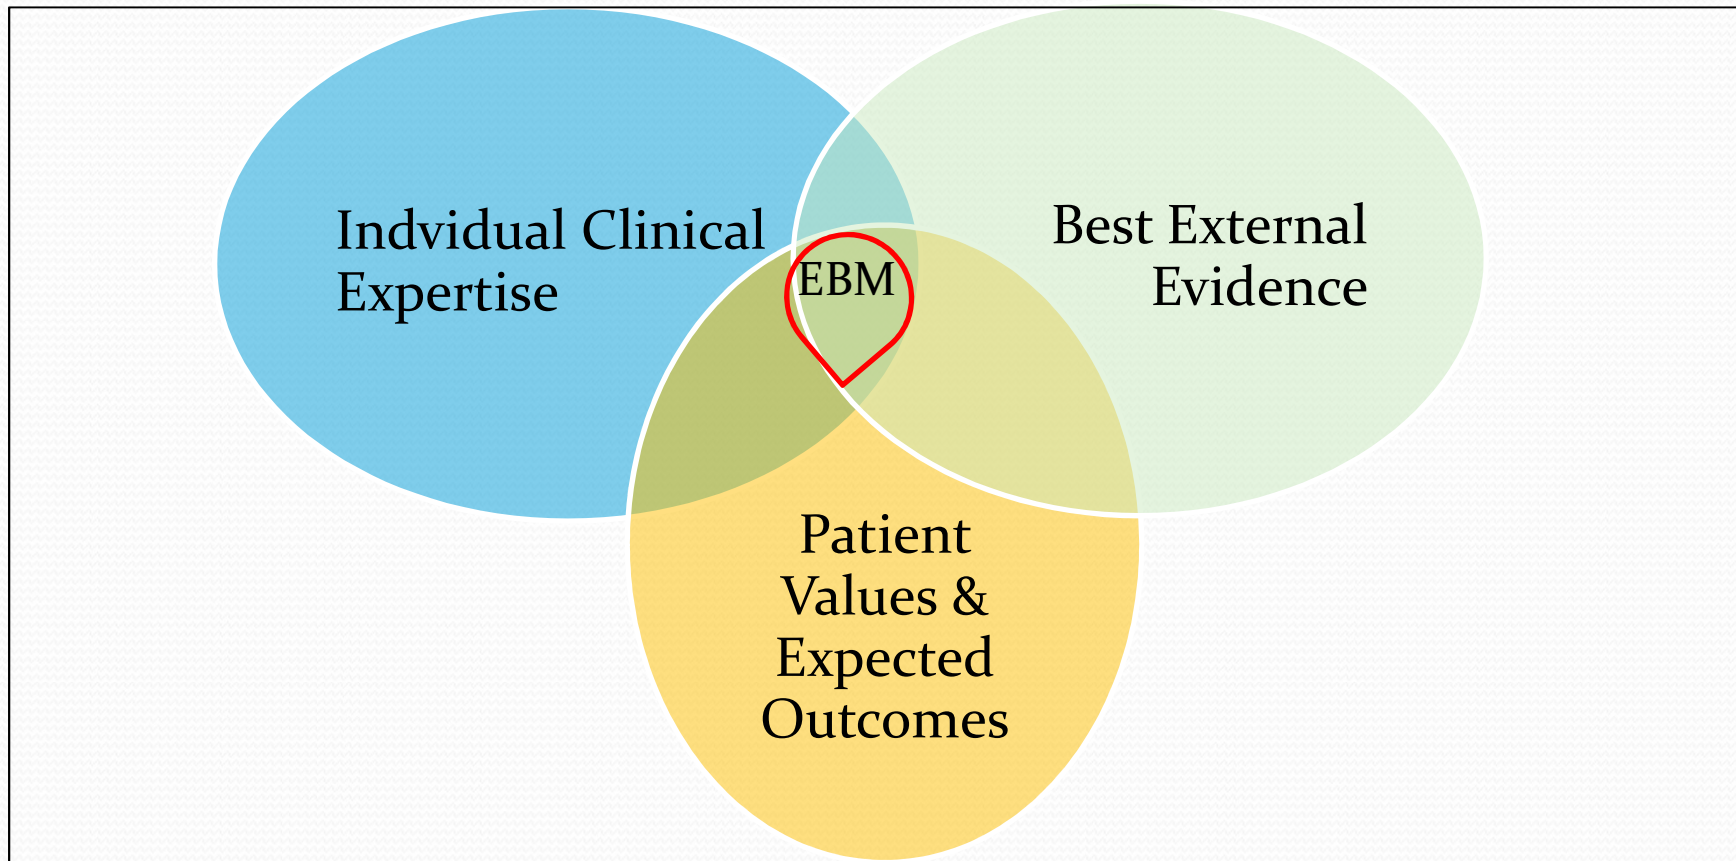 Indvidual Clinical
Expertise
Best External
Evidence
EBM
Patient
Values &
Expected
Outcomes